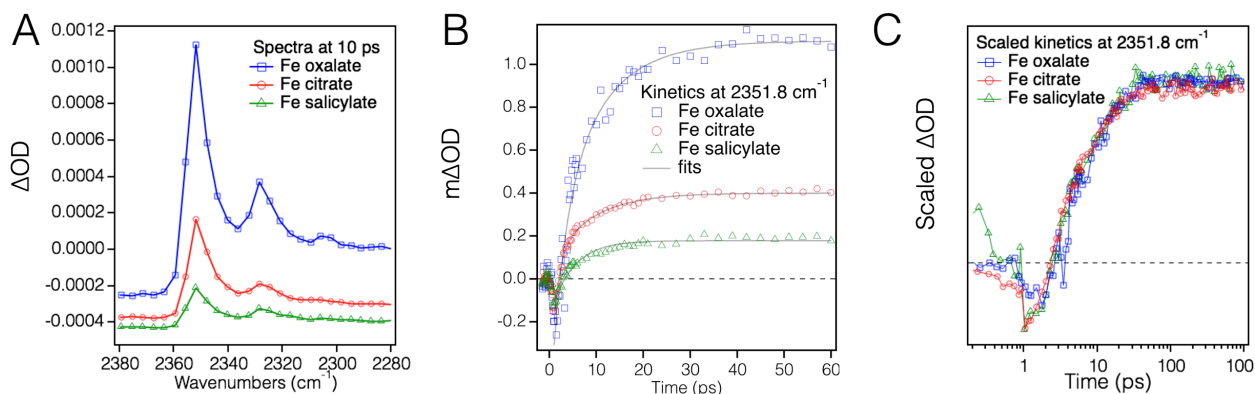 A
ΔOD
0.0012
0.0010
0.0008
0.0006
0.0004
0.0002
0.0000
-0.0002
-0.0004
Spectra at 10 ps
Fe oxalate
Fe citrate
Fe salicylate
2380
2360
2340
2320
2300
2280
Wavenumbers (cm-1)
B
mΔOD
1.0
0.8
0.6
0.4
0.2
0.0
-0.2
Kinetics at 2351.8 cm-1
Fe oxalate
Fe citrate
Fe salicylate
fits
0
10
20
30
40
50
60
Time (ps)
C
Scaled ΔOD
Scaled kinetics at 2351.8 cm-1
Fe oxalate
Fe citrate
Fe salicylate
1
10
100
100
Time (ps)